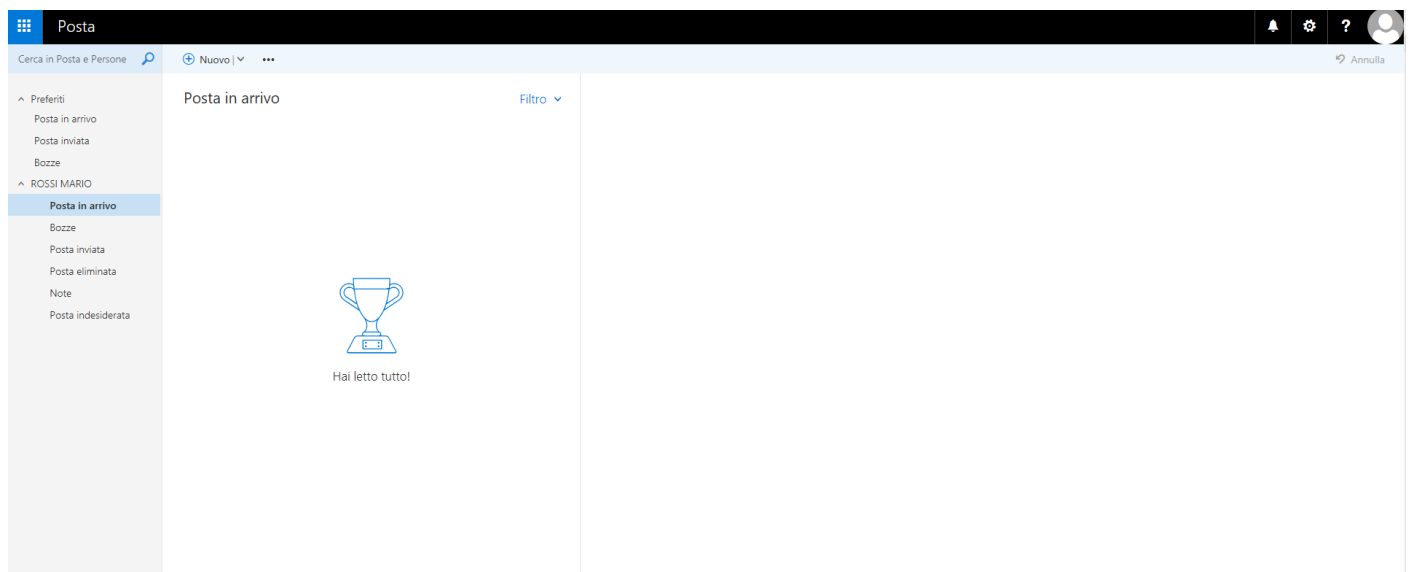 Posta
?
Cerca in Posta e Persone
Nuovo
Annulla
Preferiti
Posta in arrivo
Posta inviata
Bozze
ROSSI MARIO
Posta in arrivo
Bozze
Posta inviata
Posta eliminata
Note
Posta indesiderata
Posta in arrivo
Filtro
Hai letto tutto!